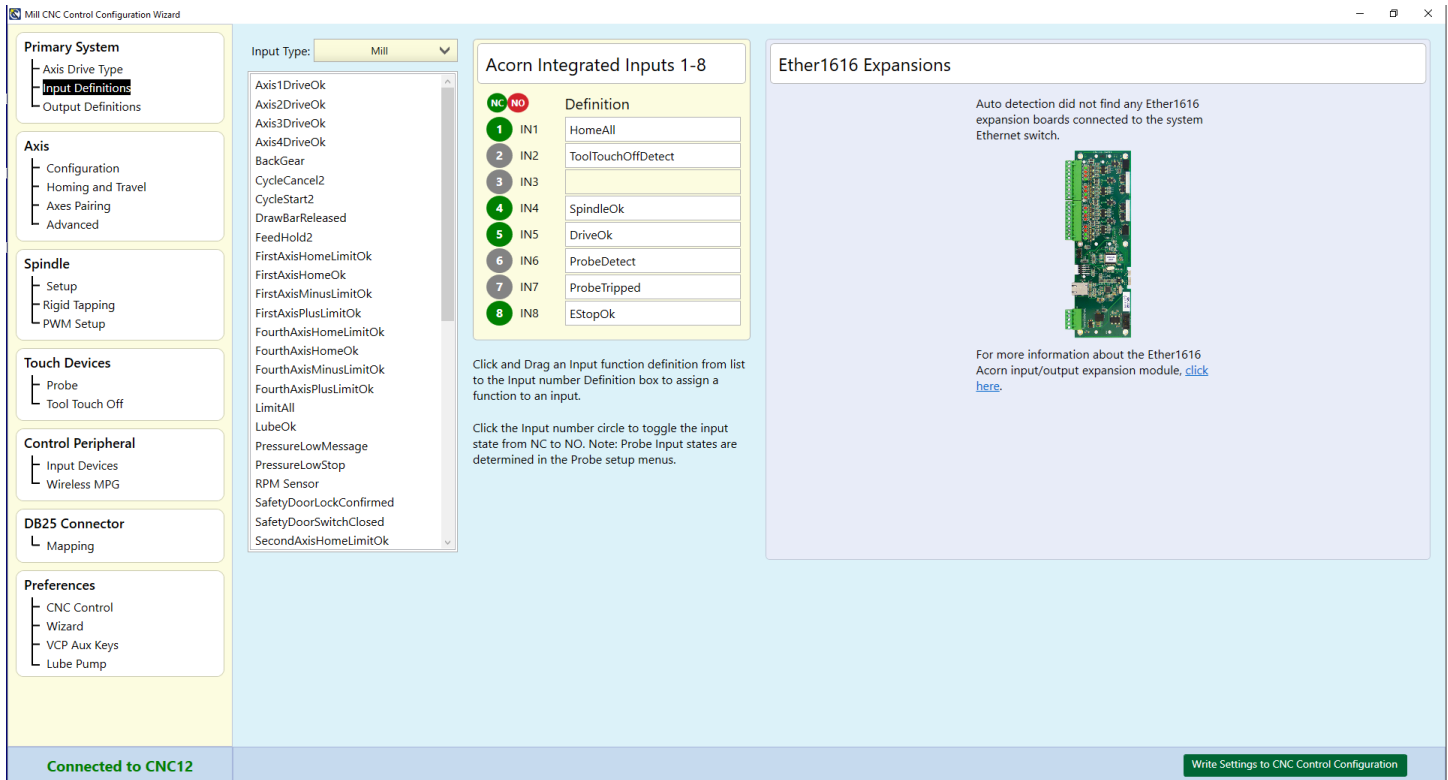 Mill CNC Control Configuration Wizard
Primary System
Axis Drive Type
Input Definitions
Output Definitions
Axis
Configuration
Homing and Travel
Axes Pairing
Advanced
Spindle
Setup
Rigid Tapping
PWM Setup
Touch Devices
Probe
Tool Touch Off
Control Peripheral
Input Devices
Wireless MPG
DB25 Connector
Mapping
Preferences
CNC Control
Wizard
VCP Aux Keys
Lube Pump
Connected to CNC12
Input Type: Mill
Axis1DriveOk
Axis2DriveOk
Axis3DriveOk
Axis4DriveOk
BackGear
CycleCancel2
CycleStart2
DrawBarReleased
FeedHold2
FirstAxisHomeLimitOk
FirstAxisHomeOk
FirstAxisMinusLimitOk
FirstAxisPlusLimitOk
FourthAxisHomeLimitOk
FourthAxisHomeOk
FourthAxisMinusLimitOk
FourthAxisPlusLimitOk
LimitAll
LubeOk
PressureLowMessage
PressureLowStop
RPM Sensor
SafetyDoorLockConfirmed
SafetyDoorSwitchClosed
SecondAxisHomeLimitOk
Acorn Integrated Inputs 1-8
NC NO Definition
1 IN1 HomeAll
2 IN2 ToolTouchOffDetect
3 IN3
4 IN4 SpindleOk
5 IN5 DriveOk
6 IN6 ProbeDetect
7 IN7 ProbeTripped
8 IN8 EStopOk
Click and Drag an Input function definition from list
to the Input number Definition box to assign a
function to an input.
Click the Input number circle to toggle the input
state from NC to NO. Note: Probe Input states are
determined in the Probe setup menus.
Ether1616 Expansions
Auto detection did not find any Ether1616
expansion boards connected to the system
Ethernet switch.
For more information about the Ether1616
Acorn input/output expansion module, click
here.
Write Settings to CNC Control Configuration